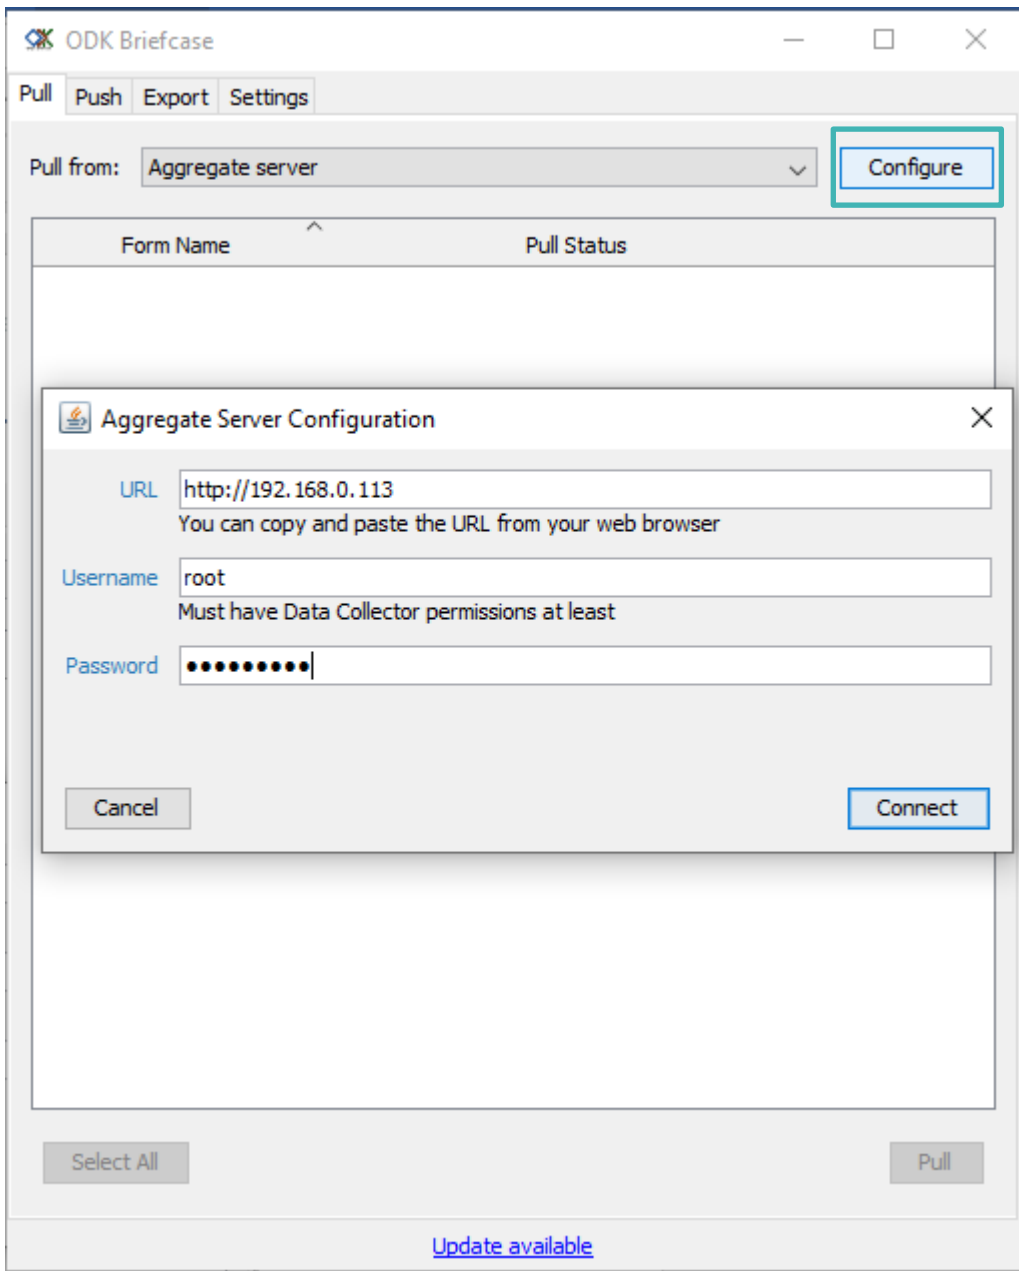 ODK Briefcase
Pull Push Export Settings
Pull from: Aggregate server Configure
Form Name Pull Status
Aggregate Server Configuration
URL http://192.168.0.113
You can copy and paste the URL from your web browser
Username root
Must have Data Collector permissions at least
Password •••••••••
Cancel Connect
Select All Pull
Update available